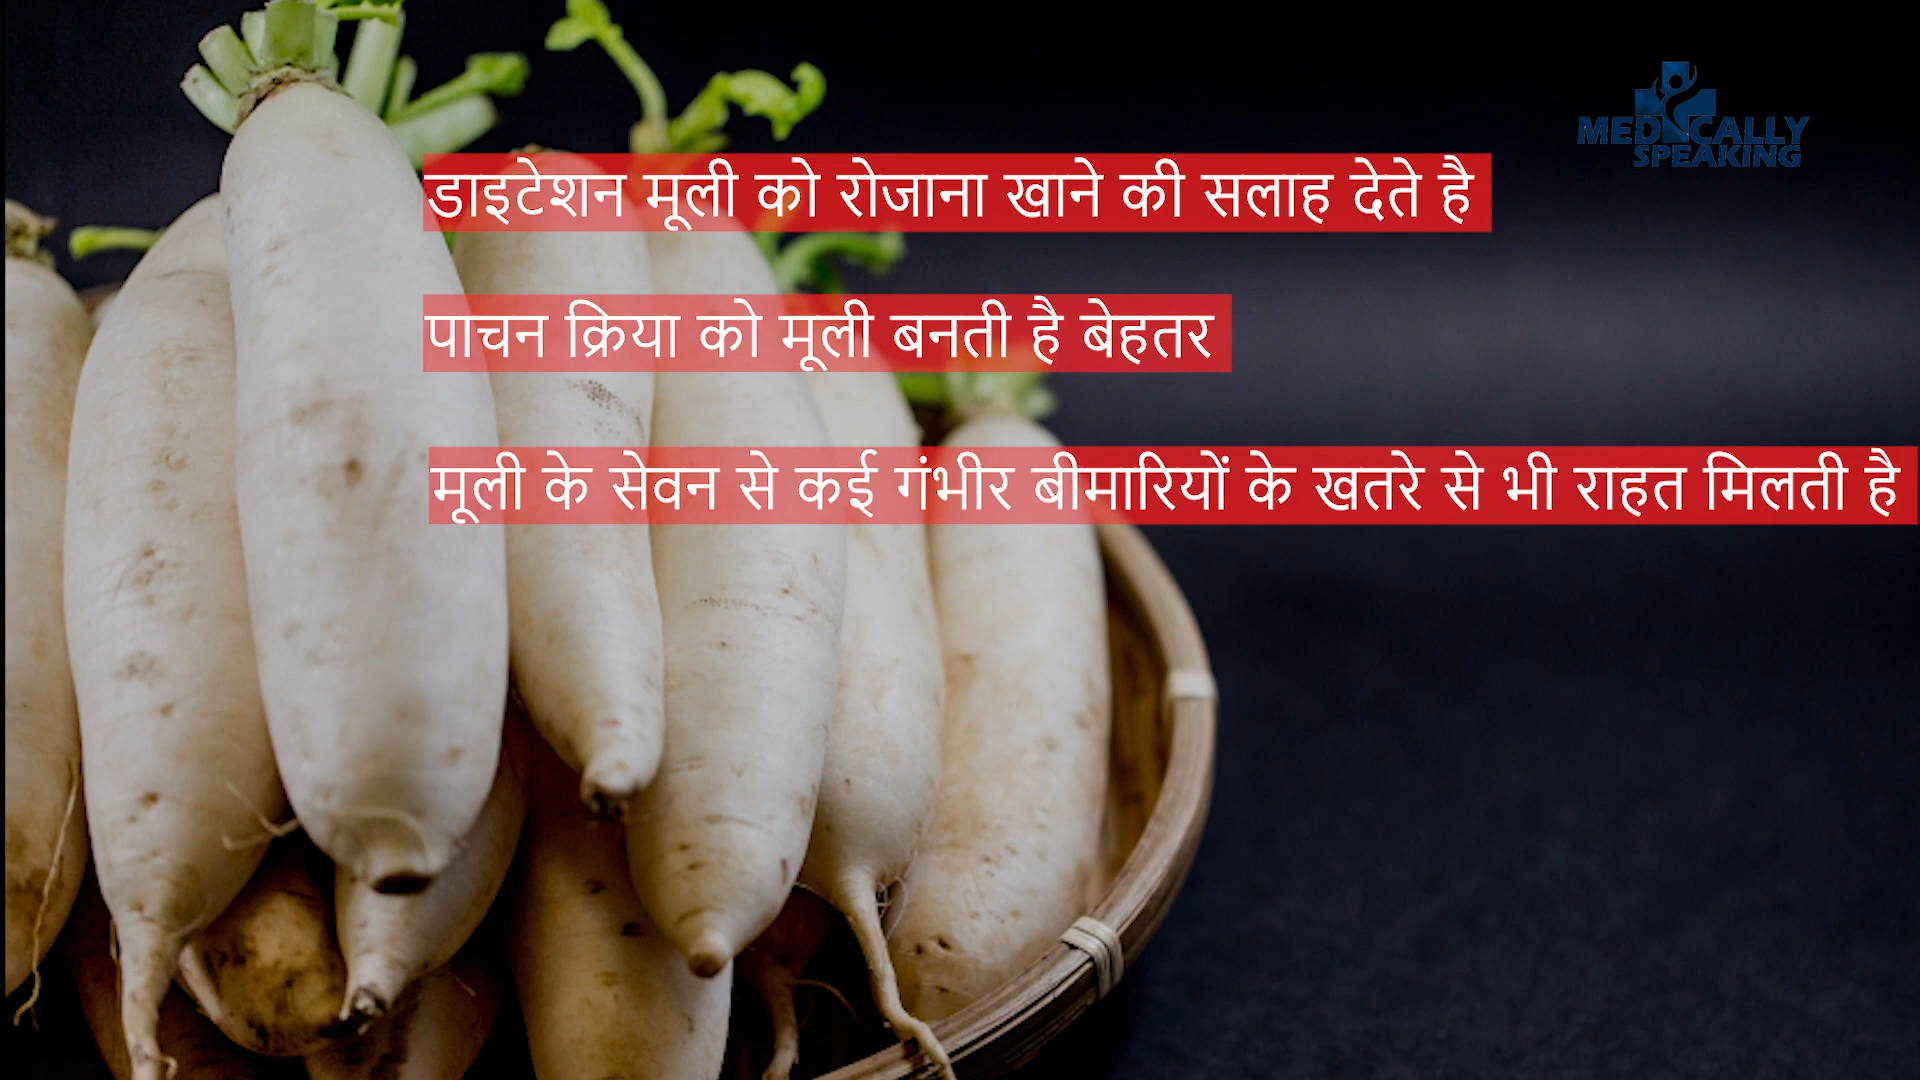 MEDICALLY
SPEAKING
डाइटेशन मूली को रोजाना खाने की सलाह देते है
पाचन क्रिया को मूली बनती है बेहतर
मूली के सेवन से कई गंभीर बीमारियों के खतरे से भी राहत मिलती है